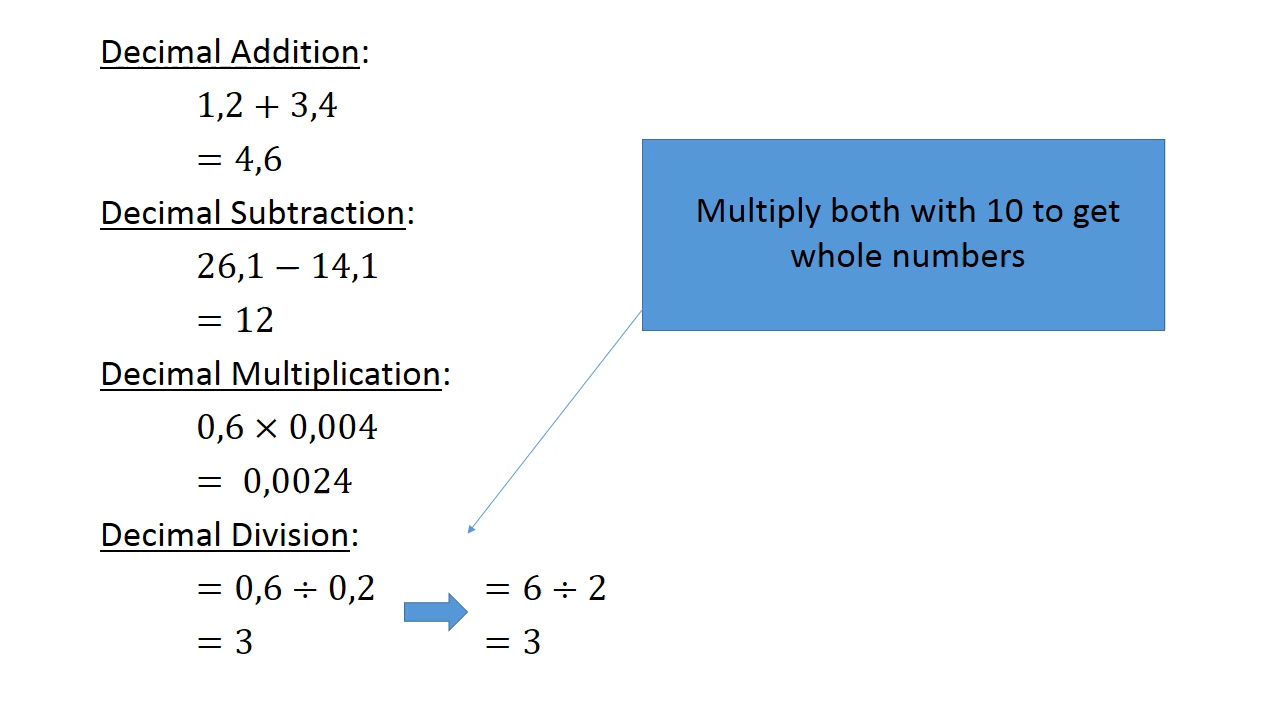 Decimal Addition:
1,2 + 3,4
= 4,6
Decimal Subtraction:
26,1 − 14,1
= 12
Decimal Multiplication:
0,6 × 0,004
= 0,0024
Decimal Division:
= 0,6 ÷ 0,2
= 3
= 6 ÷ 2
= 3
Multiply both with 10 to get
whole numbers